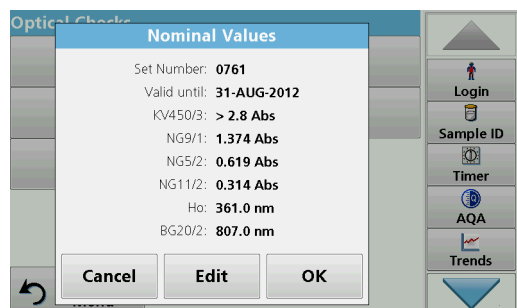 Optical Checks
Nominal Values
Set Number: 0761
Valid until: 31-AUG-2012
KV450/3: > 2.8 Abs
NG9/1: 1.374 Abs
NG5/2: 0.619 Abs
NG11/2: 0.314 Abs
Ho: 361.0 nm
BG20/2: 807.0 nm
Cancel
Edit
OK
Menu
Login
Sample ID
Timer
AQA
Trends